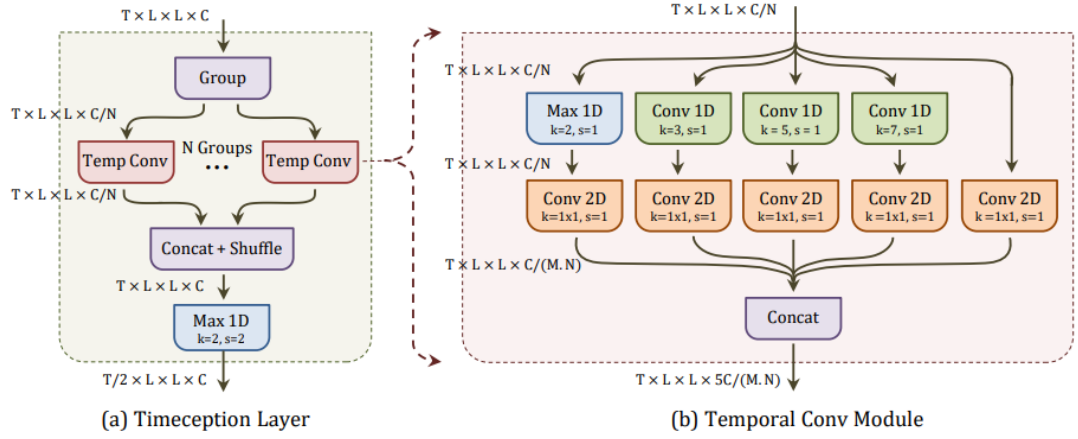 T × L × L × C
Group
T × L × L × C/N
Temp Conv
N Groups
...
Temp Conv
T × L × L × C/N
Concat + Shuffle
T × L × L × C
Max 1D
k=2, s=2
T/2 × L × L × C
(a) Timeception Layer
T × L × L × C/N
T × L × L × C/N
Max 1D
k=2, s=1
Conv 1D
k=3, s=1
Conv 1D
k = 5, s = 1
Conv 1D
k=7, s=1
T × L × L × C/N
Conv 2D
k=1x1, s=1
Conv 2D
k=1x1, s=1
Conv 2D
k=1x1, s=1
Conv 2D
k =1x1, s=1
Conv 2D
k =1x1, s=1
T × L × L × C/(M. N)
Concat
T × L × L × 5C/(M. N)
(b) Temporal Conv Module